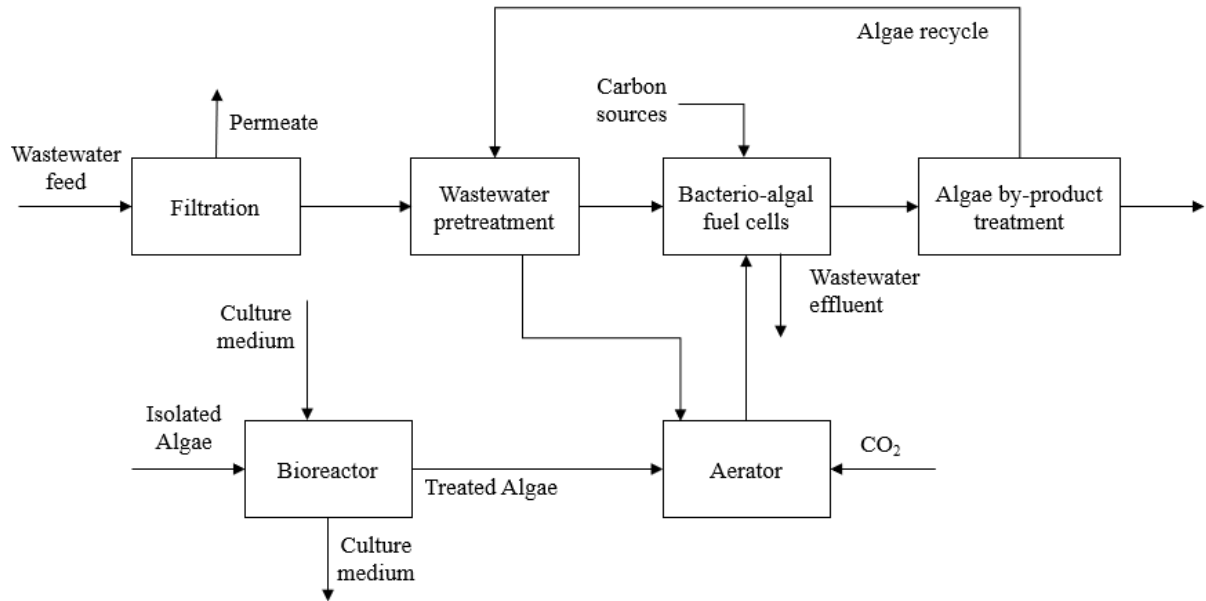 Algae recycle
Carbon
sources
Permeate
Wastewater
feed
Filtration
Wastewater
pretreatment
Bacterio-algal
fuel cells
Algae by-product
treatment
Wastewater
effluent
Culture
medium
Isolated
Algae
Bioreactor
Treated Algae
Aerator
CO₂
Culture
medium